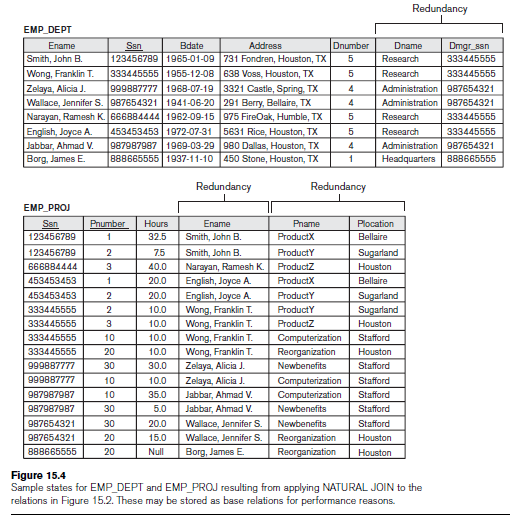 Redundancy
EMP_DEPT
Ename Ssn Bdate Address Dnumber Dname Dmgr_ssn
Smith, John B. 123456789 1965-01-09 731 Fondren, Houston, TX 5 Research 333445555
Wong, Franklin T. 333445555 1955-12-08 638 Voss, Houston, TX 5 Research 333445555
Zelaya, Alicia J. 999887777 1968-07-19 3321 Castle, Spring, TX 4 Administration 987654321
Wallace, Jennifer S. 987654321 1941-06-20 291 Berry, Bellaire, TX 4 Administration 987654321
Narayan, Ramesh K. 666884444 1962-09-15 975 FireOak, Humble, TX 5 Research 333445555
English, Joyce A. 453453453 1972-07-31 5631 Rice, Houston, TX 5 Research 333445555
Jabbar, Ahmad V. 987987987 1969-03-29 980 Dallas, Houston, TX 4 Administration 987654321
Borg, James E. 888665555 1937-11-10 450 Stone, Houston, TX 1 Headquarters 888665555
Redundancy Redundancy
EMP_PROJ
Ssn Pnumber Hours Ename Pname Plocation
123456789 1 32.5 Smith, John B. ProductX Bellaire
123456789 2 7.5 Smith, John B. ProductY Sugarland
666884444 3 40.0 Narayan, Ramesh K. ProductZ Houston
453453453 1 20.0 English, Joyce A. ProductX Bellaire
453453453 2 20.0 English, Joyce A. ProductY Sugarland
333445555 2 10.0 Wong, Franklin T. ProductY Sugarland
333445555 3 10.0 Wong, Franklin T. ProductZ Houston
333445555 10 10.0 Wong, Franklin T. Computerization Stafford
333445555 20 10.0 Wong, Franklin T. Reorganization Houston
999887777 30 30.0 Zelaya, Alicia J. Newbenefits Stafford
999887777 10 10.0 Zelaya, Alicia J. Computerization Stafford
987987987 10 35.0 Jabbar, Ahmad V. Computerization Stafford
987987987 30 5.0 Jabbar, Ahmad V. Newbenefits Stafford
987654321 30 20.0 Wallace, Jennifer S. Newbenefits Stafford
987654321 20 15.0 Wallace, Jennifer S. Reorganization Houston
888665555 20 Null Borg, James E. Reorganization Houston
Figure 15.4
Sample states for EMP_DEPT and EMP_PROJ resulting from applying NATURAL JOIN to the
relations in Figure 15.2. These may be stored as base relations for performance reasons.